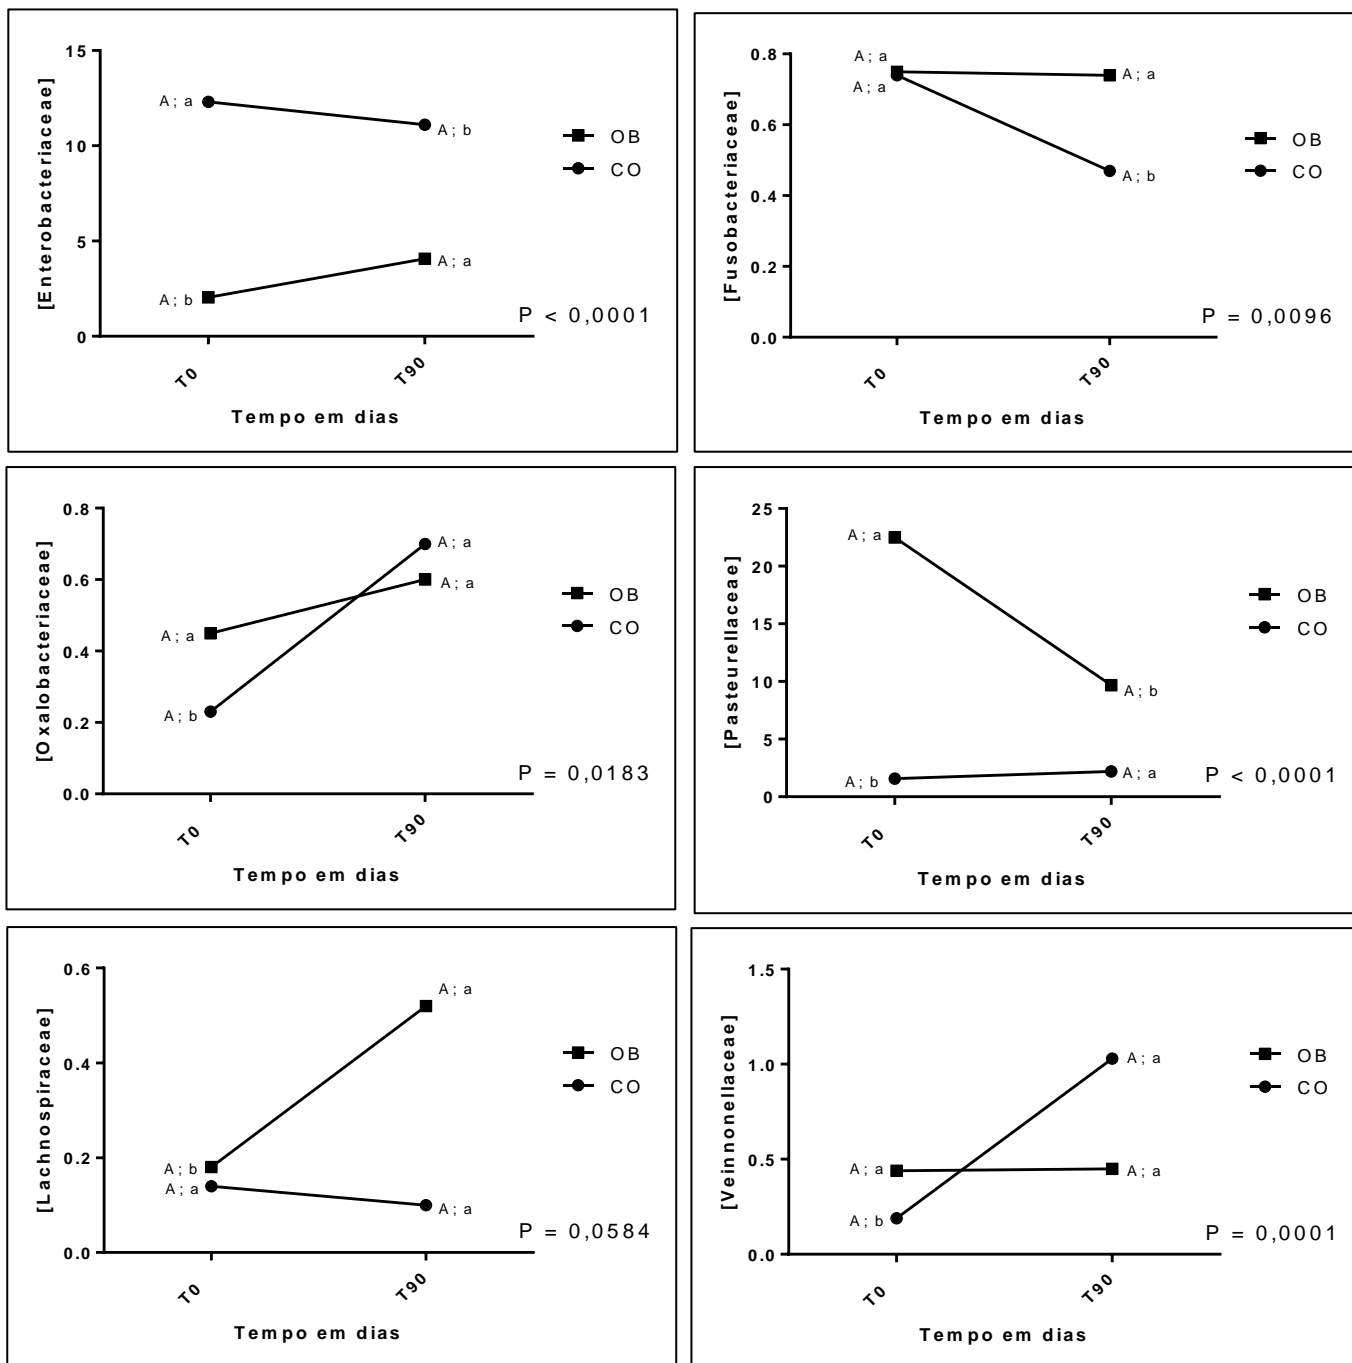 [Enterobacteriaceae]
15
10
5
0
A; a
A; b
A; b
A; a
OB
CO
P < 0,0001
T0
T90
Tempo em dias
[Fusobacteriaceae]
0.8
0.6
0.4
0.2
0.0
A; a
A; a
A; a
A; b
OB
CO
P = 0,0096
T0
T90
Tempo em dias
[Oxalobacteriaceae]
0.8
0.6
0.4
0.2
0.0
A; a
A; b
A; a
A; a
OB
CO
P = 0,0183
T0
T90
Tempo em dias
[Pasteurellaceae]
25
20
15
10
5
0
A; a
A; b
A; b
A; a
OB
CO
P < 0,0001
T0
T90
Tempo em dias
[Lachnospiraceae]
0.6
0.4
0.2
0.0
A; b
A; a
A; a
A; a
OB
CO
P = 0,0584
T0
T90
Tempo em dias
[Veinnonellaceae]
1.5
1.0
0.5
0.0
A; a
A; b
A; a
A; a
OB
CO
P = 0,0001
T0
T90
Tempo em dias